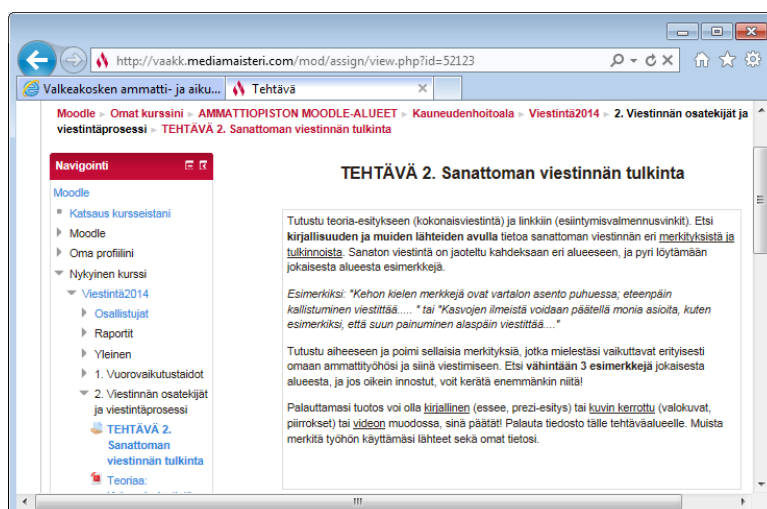 http://vaakk.mediamaisteri.com/mod/assign/view.php?id=52123
Valkeakosken ammatti- ja aiku...
Tehtävä
Moodle ► Omat kurssini ► AMMATTIOPISTON MOODLE-ALUEET ► Kauneudenhoitoala ► Viestintä2014 ► 2. Viestinnän osatekijät ja
viestintäprosessi ► TEHTÄVÄ 2. Sanattoman viestinnän tulkinta
Navigointi
Moodle
Katsaus kursseistani
Moodle
Oma profiilini
Nykyinen kurssi
Viestintä2014
Osallistujat
Raportit
Yleinen
1. Vuorovaikutustaidot
2. Viestinnän osatekijät
ja viestintäprosessi
TEHTÄVÄ 2.
Sanattoman
viestinnän tulkinta
Teoriaa:
TEHTÄVÄ 2. Sanattoman viestinnän tulkinta
Tutustu teoria-esitykseen (kokonaisviestintä) ja linkkiin (esiintymisvalmennusvinkit). Etsi
kirjallisuuden ja muiden lähteiden avulla tietoa sanattoman viestinnän eri merkityksistä ja
tulkinnoista. Sanaton viestintä on jaoteltu kahdeksaan eri alueeseen, ja pyri löytämään
jokaisesta alueesta esimerkkejä.
Esimerkiksi: "Kehon kielen merkkejä ovat vartalon asento puhuessa; eteenpäin
kallistuminen viestittää..... " tai "Kasvojen ilmeistä voidaan päätellä monia asioita, kuten
esimerkiksi, että suun painuminen alaspäin viestittää...."
Tutustu aiheeseen ja poimi sellaisia merkityksiä, jotka mielestäsi vaikuttavat erityisesti
omaan ammattityöhösi ja siinä viestimiseen. Etsi vähintään 3 esimerkkejä jokaisesta
alueesta, ja jos oikein innostut, voit kerätä enemmänkin niitä!
Palauttamasi tuotos voi olla kirjallinen (essee, prezi-esitys) tai kuvin kerrottu (valokuvat,
piirrokset) tai videon muodossa, sinä päätät! Palauta tiedosto tälle tehtäväalueelle. Muista
merkitä työhön käyttämäsi lähteet sekä omat tietosi.